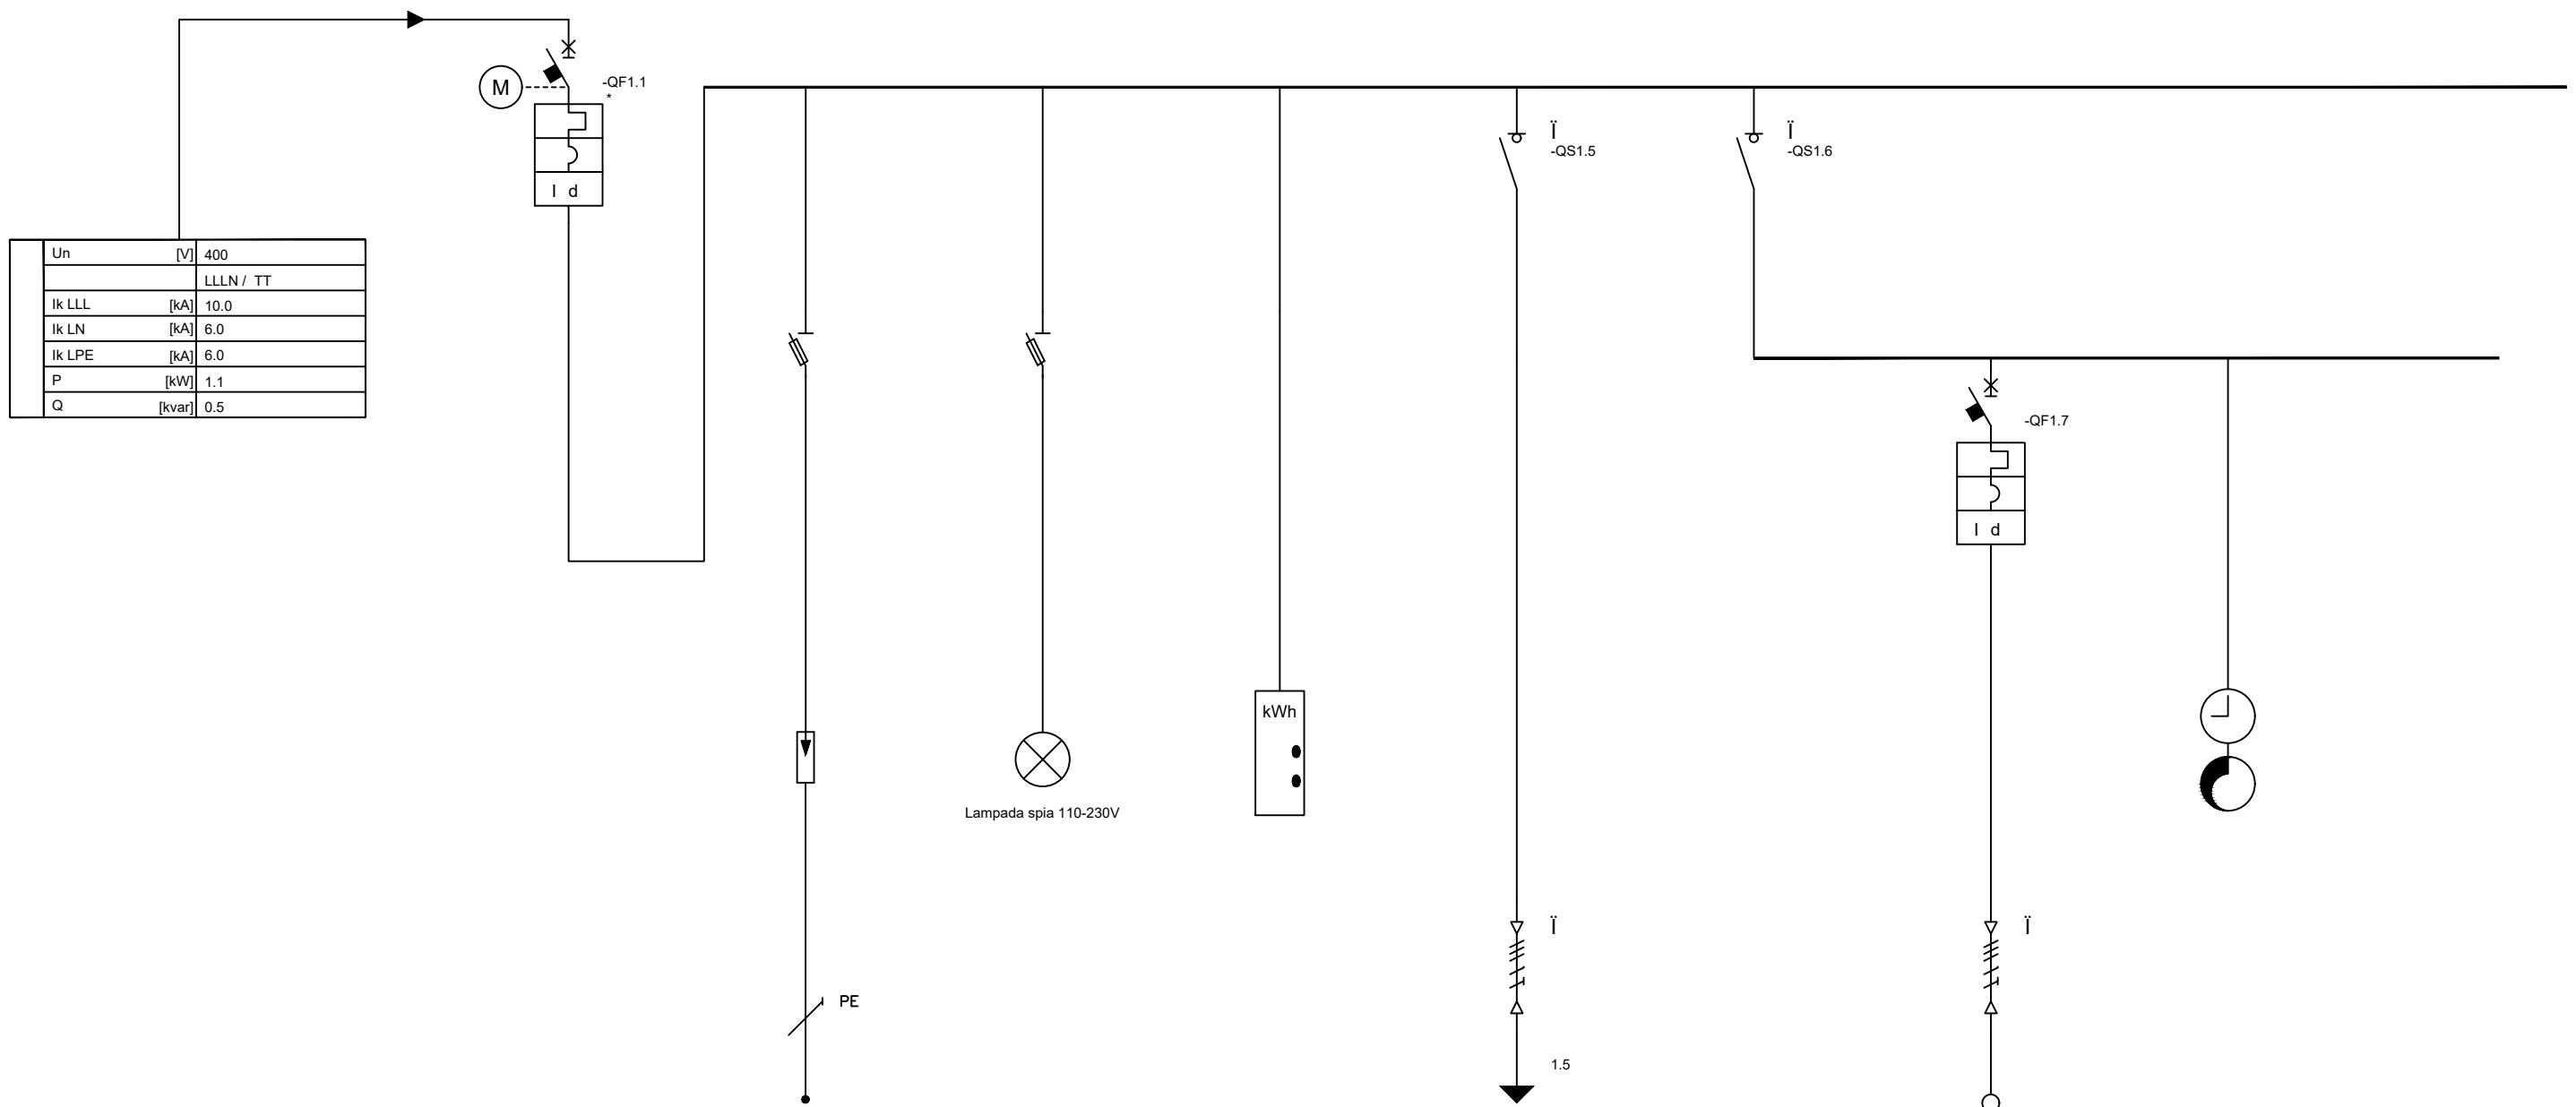 M
-QF1.1
*
I d
Ï
-QS1.5
Ï
-QS1.6
Un [V] 400
LLLN / TT
Ik LLL [kA] 10.0
Ik LN [kA] 6.0
Ik LPE [kA] 6.0
P [kW] 1.1
Q [kvar] 0.5
-QF1.7
I d
kWh
Lampada spia 110-230V
Ï
Ï
PE
1.5